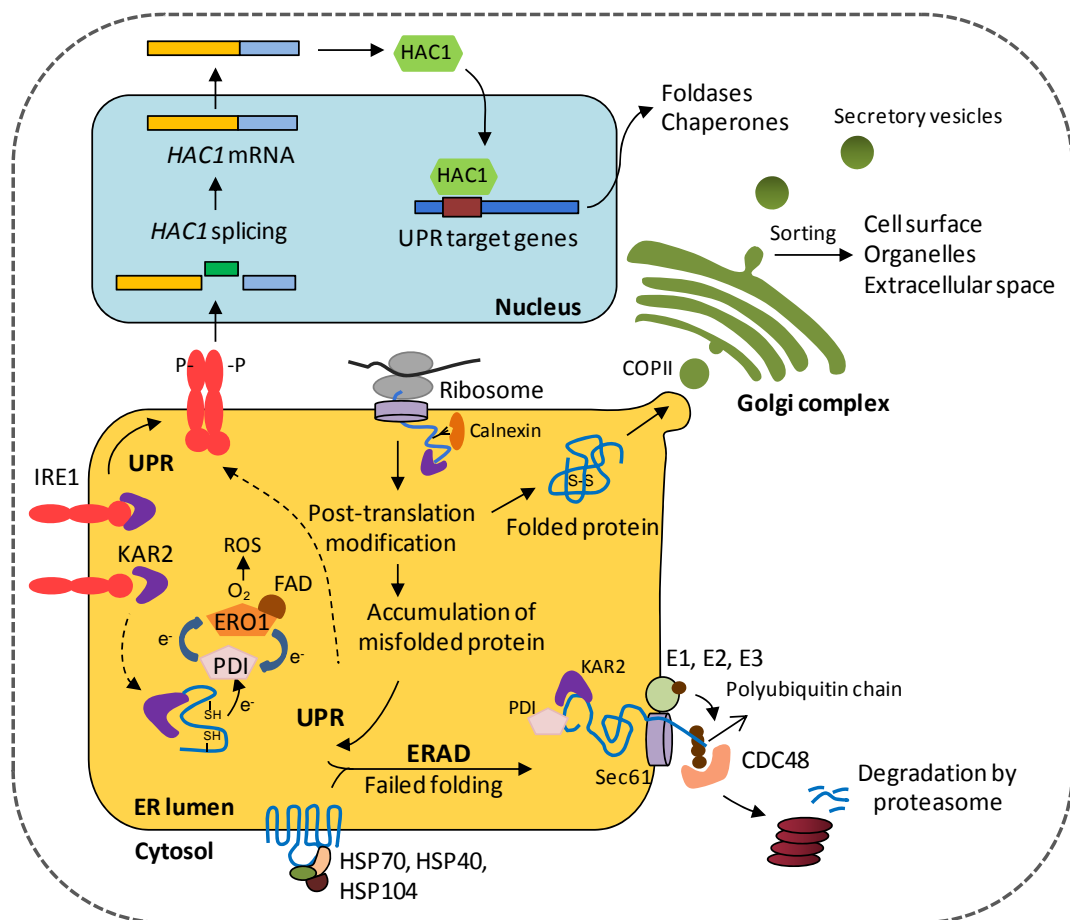 HAC1
HAC1 mRNA
HAC1 splicing
HAC1
UPR target genes
Nucleus
Foldases
Chaperones
Secretory vesicles
Sorting
Cell surface
Organelles
Extracellular space
COPII
Golgi complex
P-
-P
Ribosome
Calnexin
UPR
IRE1
KAR2
S-S
Folded protein
Post-translation
modification
Accumulation of
misfolded protein
ROS
O2
FAD
ERO1
e-
e-
PDI
e-
SH
SH
UPR
ERAD
Failed folding
KAR2
PDI
Sec61
E1, E2, E3
Polyubiquitin chain
CDC48
Degradation by
proteasome
ER lumen
Cytosol
HSP70, HSP40,
HSP104